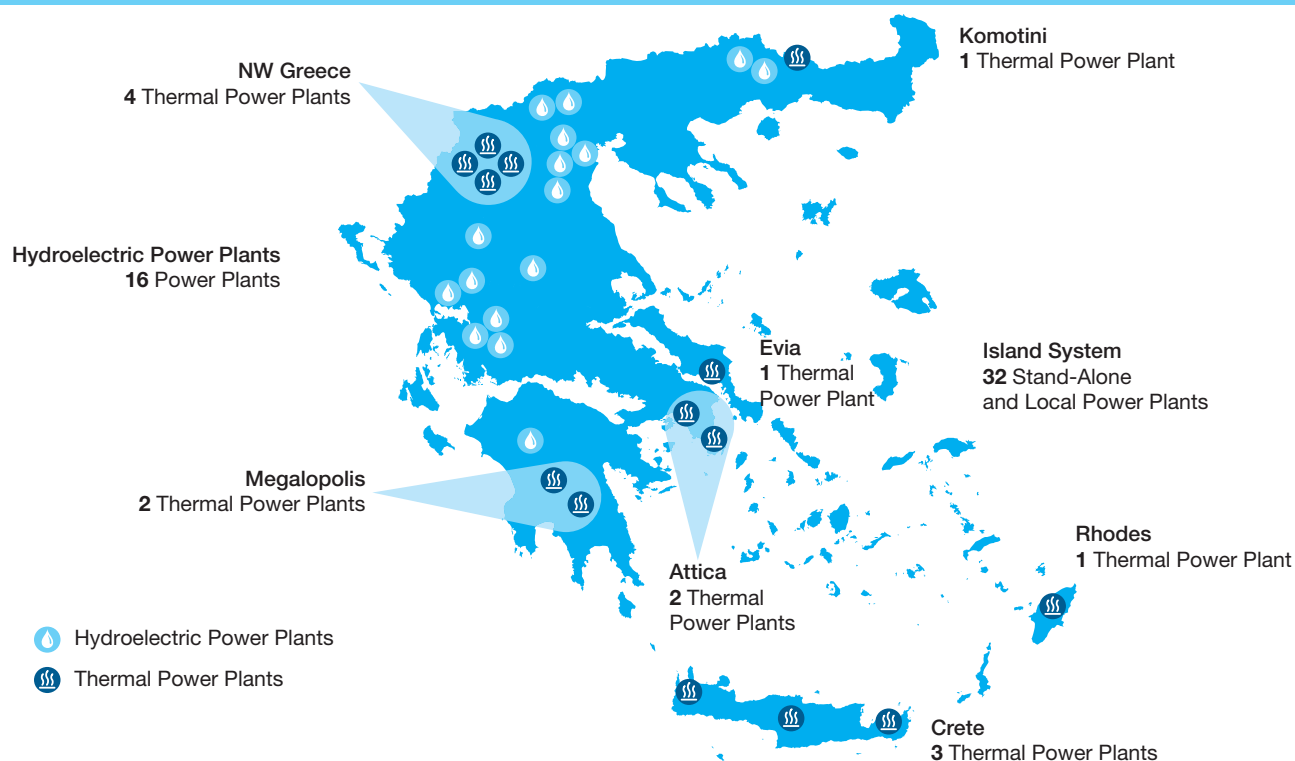 Komotini
1 Thermal Power Plant
NW Greece
4 Thermal Power Plants
Hydroelectric Power Plants
16 Power Plants
Evia
1 Thermal
Power Plant
Island System
32 Stand-Alone
and Local Power Plants
Megalopolis
2 Thermal Power Plants
Rhodes
1 Thermal Power Plant
Attica
2 Thermal
Power Plants
Hydroelectric Power Plants
Thermal Power Plants
Crete
3 Thermal Power Plants